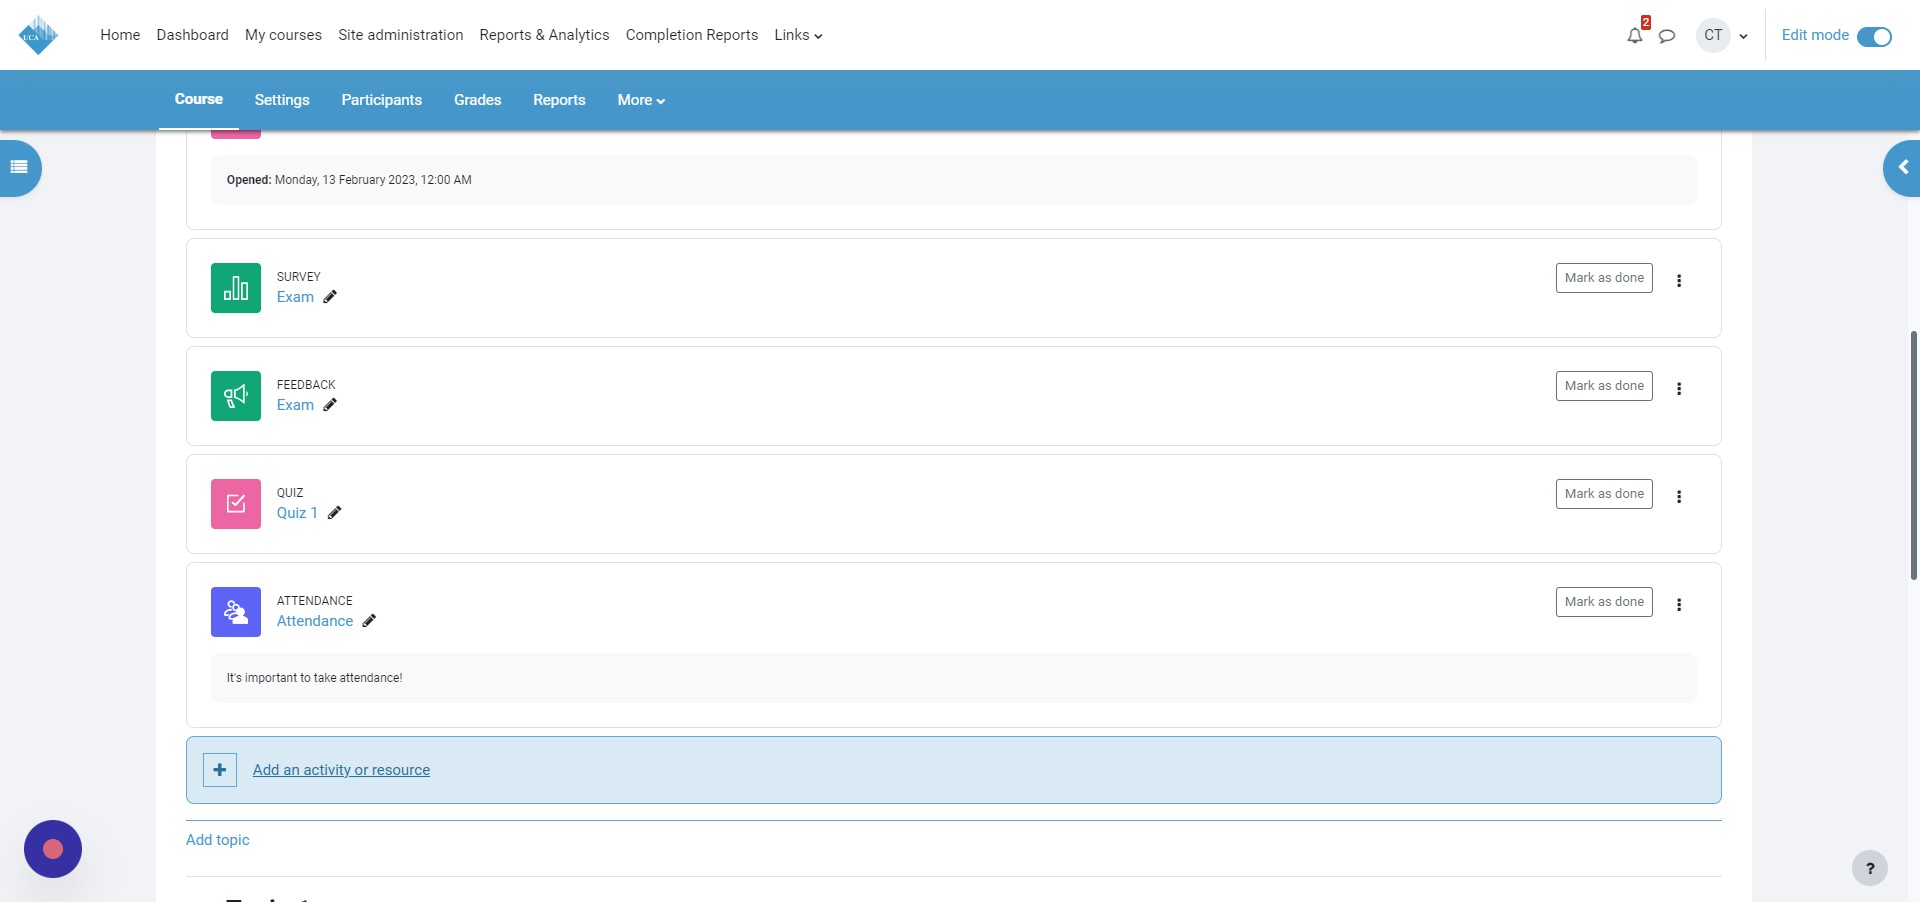 UCA
Home Dashboard My courses Site administration Reports & Analytics Completion Reports Links
2
CT
Edit mode
Course Settings Participants Grades Reports More
Opened: Monday, 13 February 2023, 12:00 AM
SURVEY
Exam
Mark as done
FEEDBACK
Exam
Mark as done
QUIZ
Quiz 1
Mark as done
ATTENDANCE
Attendance
Mark as done
It's important to take attendance!
+ Add an activity or resource
Add topic
?